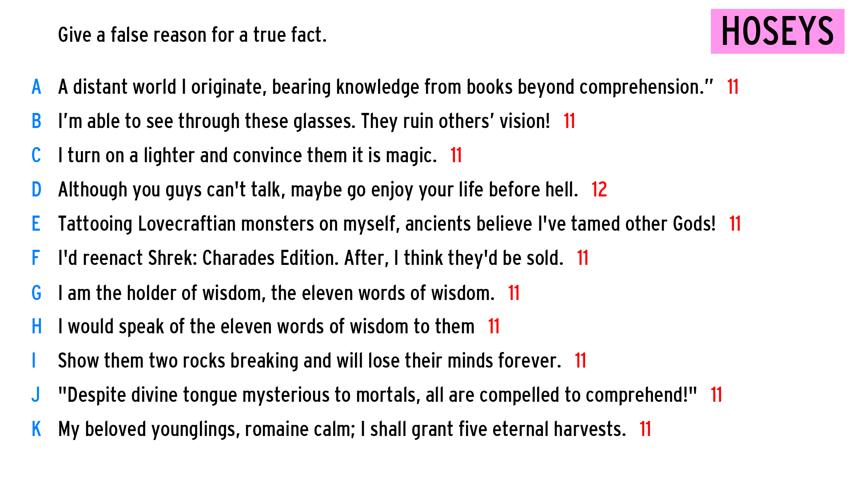 Give a false reason for a true fact.
HOSEYS
A A distant world I originate, bearing knowledge from books beyond comprehension.” 11
B I’m able to see through these glasses. They ruin others’ vision! 11
C I turn on a lighter and convince them it is magic. 11
D Although you guys can't talk, maybe go enjoy your life before hell. 12
E Tattooing Lovecraftian monsters on myself, ancients believe I've tamed other Gods! 11
F I'd reenact Shrek: Charades Edition. After, I think they'd be sold. 11
G I am the holder of wisdom, the eleven words of wisdom. 11
H I would speak of the eleven words of wisdom to them 11
I Show them two rocks breaking and will lose their minds forever. 11
J "Despite divine tongue mysterious to mortals, all are compelled to comprehend!" 11
K My beloved younglings, romaine calm; I shall grant five eternal harvests. 11